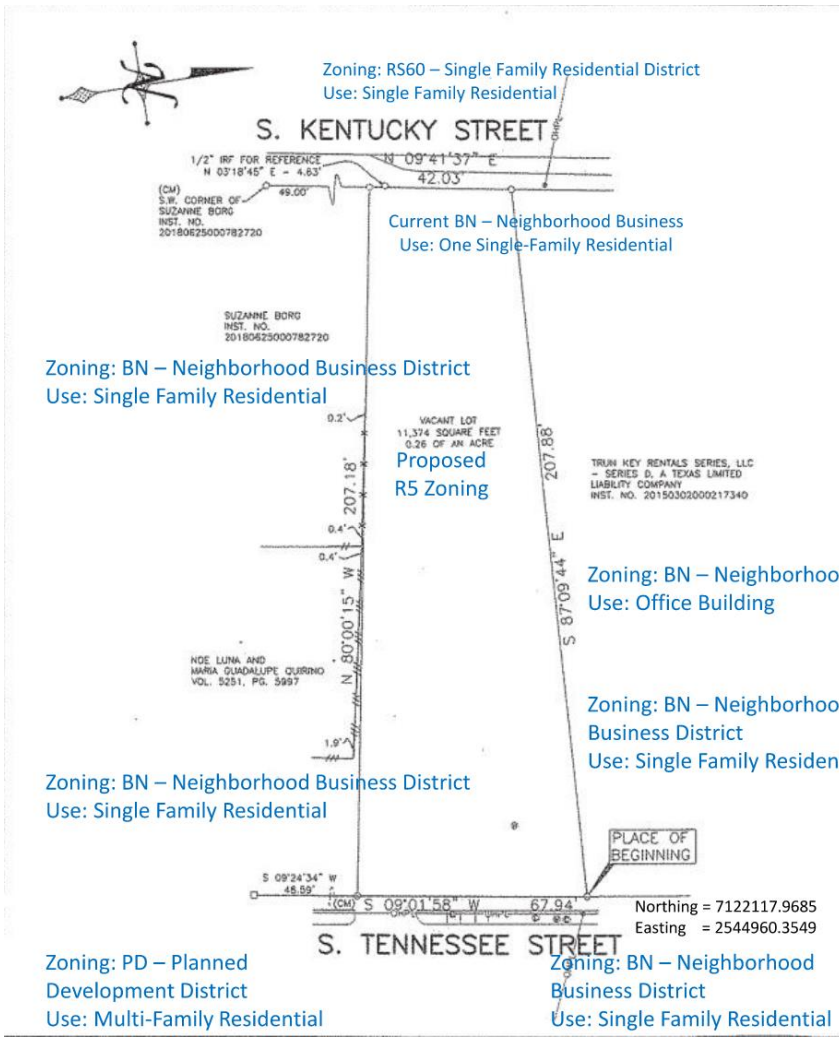 Zoning: RS60 – Single Family Residential District
Use: Single Family Residential
S. KENTUCKY STREET
OHPL
1/2" IRF FOR REFERENCE
N 03°18'45" E - 4.63'
N 09°41'37" E
42.03'
49.00'
(CM)
S.W. CORNER OF
SUZANNE BORG
INST. NO.
20180625000782720
Current BN – Neighborhood Business
Use: One Single-Family Residential
SUZANNE BORG
INST. NO.
20180625000782720
Zoning: BN – Neighborhood Business District
Use: Single Family Residential
0.2'
VACANT LOT
11,374 SQUARE FEET
0.26 OF AN ACRE
Proposed
R5 Zoning
N 80°00'15" W 207.18'
S 87°09'44" E 207.88'
TRUN KEY RENTALS SERIES, LLC
- SERIES D, A TEXAS LIMITED
LIABILITY COMPANY
INST. NO. 20150302000217340
0.4'
0.4'
Zoning: BN – Neighborhoo
Use: Office Building
NOE LUNA AND
MARIA GUADALUPE QUIRINO
VOL. 5251, PG. 5997
Zoning: BN – Neighborhoo
Business District
Use: Single Family Residen
1.9'
Zoning: BN – Neighborhood Business District
Use: Single Family Residential
PLACE OF
BEGINNING
S 09°24'34" W
48.59'
(CM) S 09°01'58" W 67.94'
Northing = 7122117.9685
Easting = 2544960.3549
OHPL
S. TENNESSEE STREET
Zoning: PD – Planned
Development District
Use: Multi-Family Residential
Zoning: BN – Neighborhood
Business District
Use: Single Family Residential